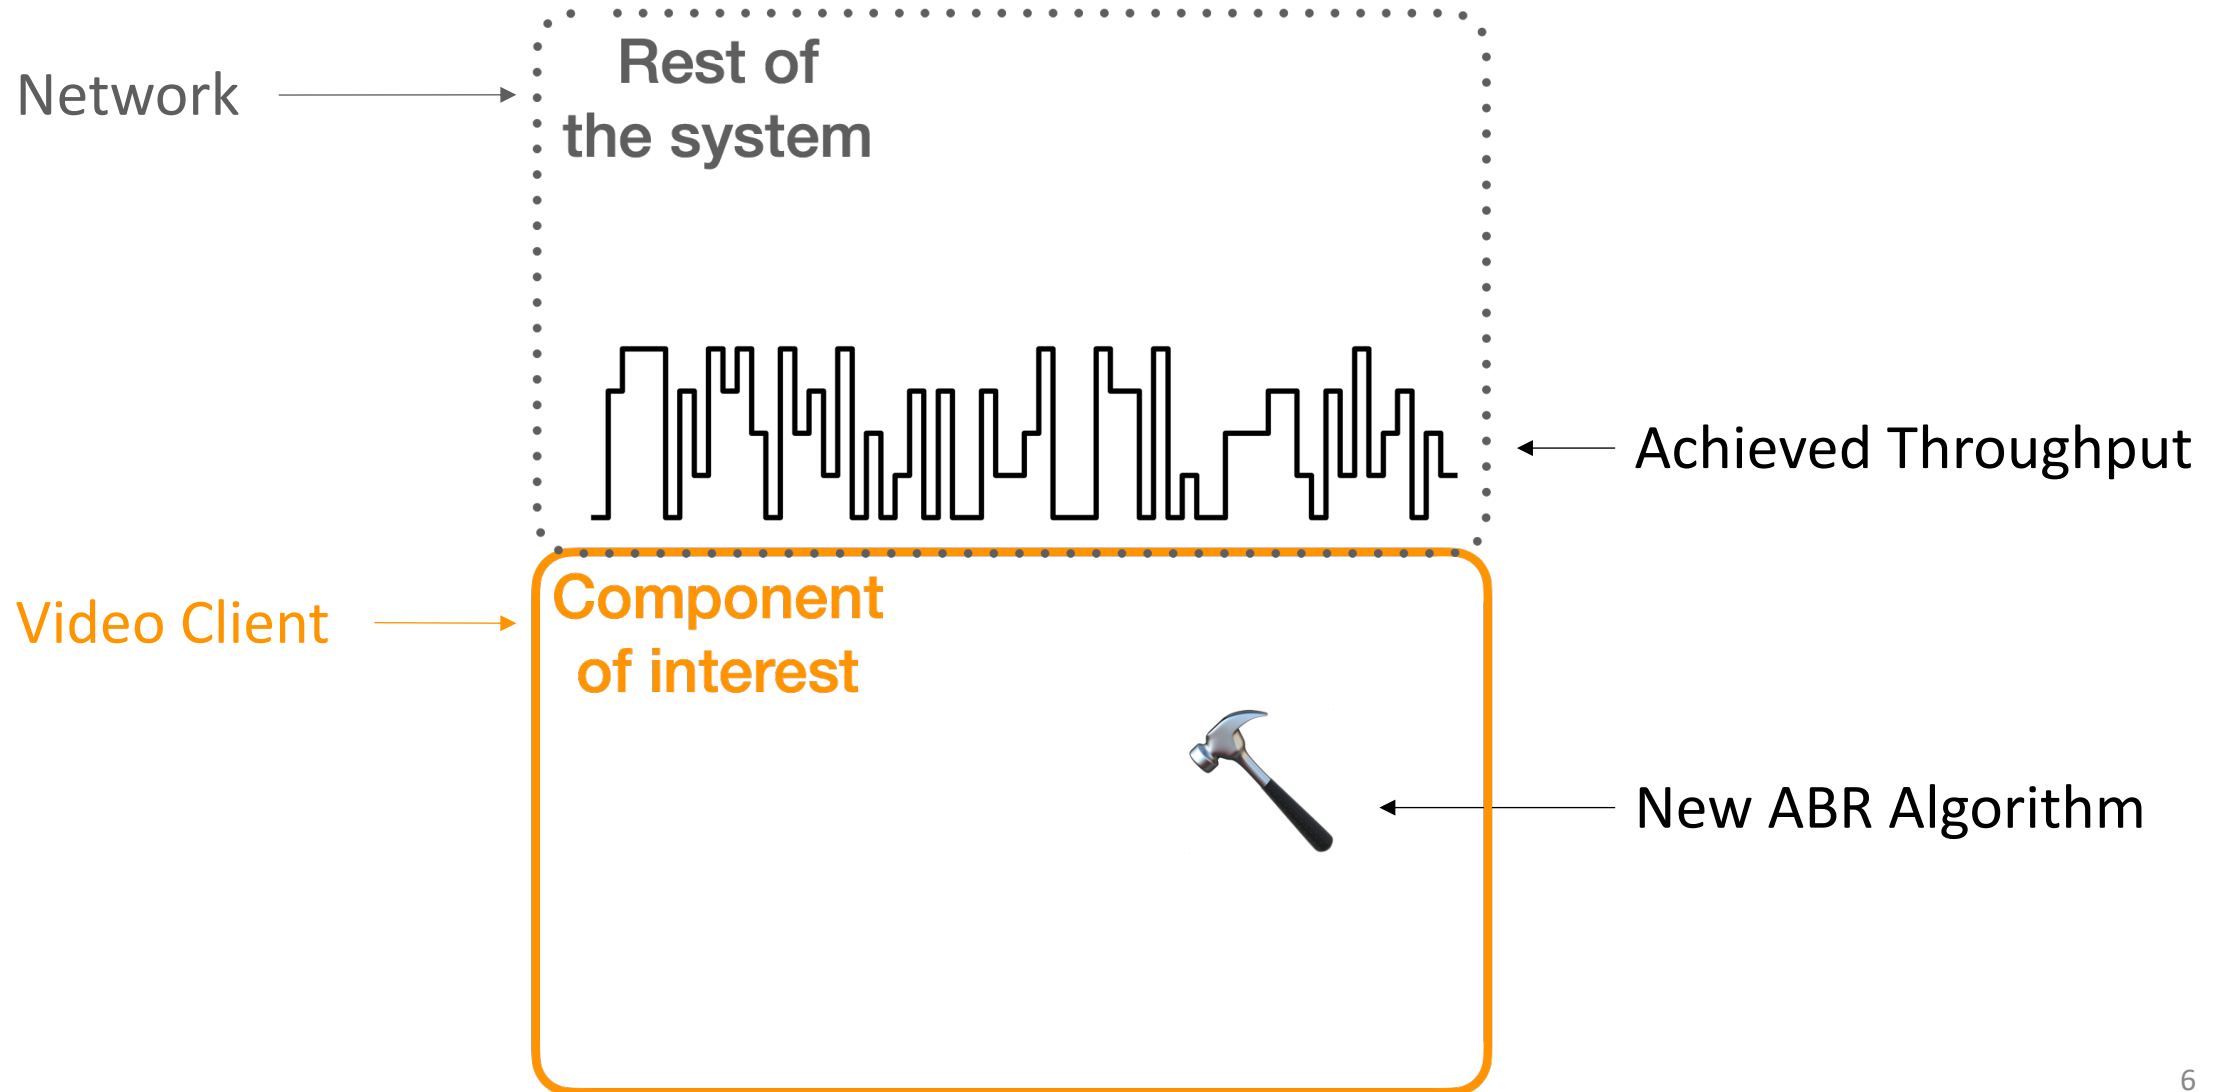 Network
Rest of
the system
Achieved Throughput
Video Client
Component
of interest
New ABR Algorithm
6